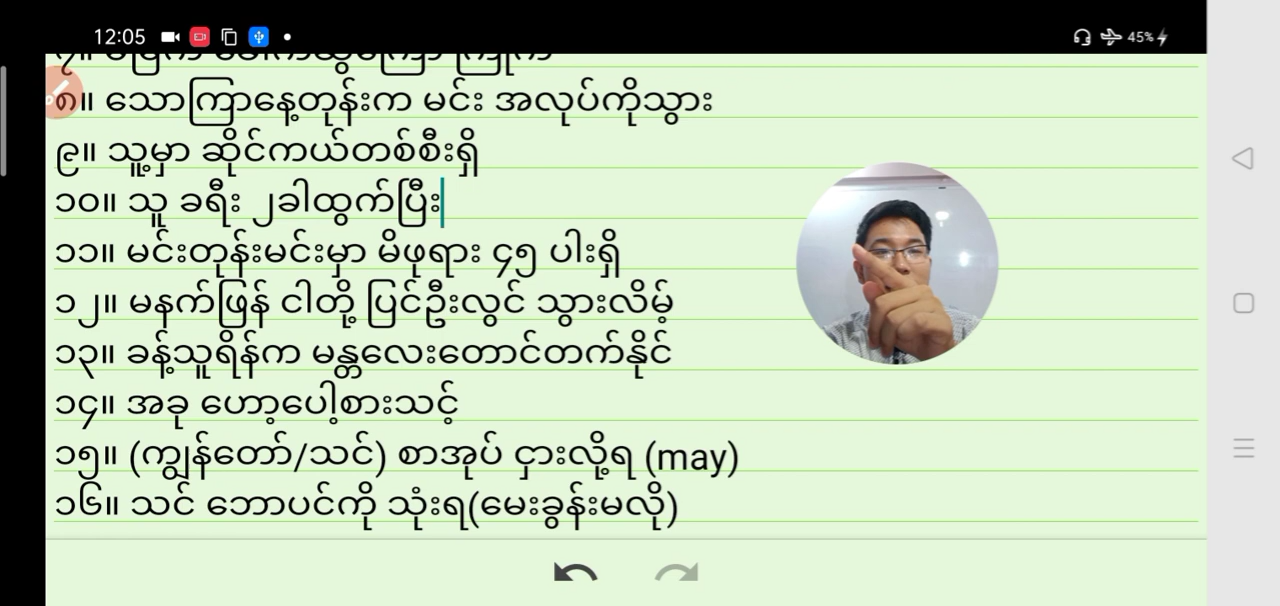 12:05 45%
၈။ သောကြာနေ့တုန်းက မင်း အလုပ်ကိုသွား
၉။ သူ့မှာ ဆိုင်ကယ်တစ်စီးရှိ
၁၀။ သူ ခရီး ၂ခါထွက်ပြီး
၁၁။ မင်းတုန်းမင်းမှာ မိဖုရား ၄၅ ပါးရှိ
၁၂။ မနက်ဖြန် ငါတို့ ပြင်ဦးလွင် သွားလိမ့်
၁၃။ ခန့်သူရိန်က မန္တလေးတောင်တက်နိုင်
၁၄။ အခု ဟော့ပေါ့စားသင့်
၁၅။ (ကျွန်တော်/သင်) စာအုပ် ငှားလို့ရ (may)
၁၆။ သင် ဘောပင်ကို သုံးရ(မေးခွန်းမလို)